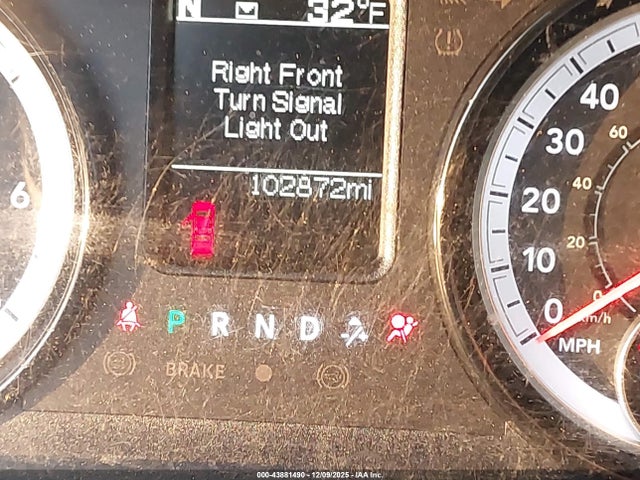 N 32°F
Right Front
Turn Signal
Light Out
102872mi
6
40
30
20
10
0
MPH
60
40
20
0
km/h
P R N D
BRAKE
000-43881490 - 12/09/2025 - IAA Inc.